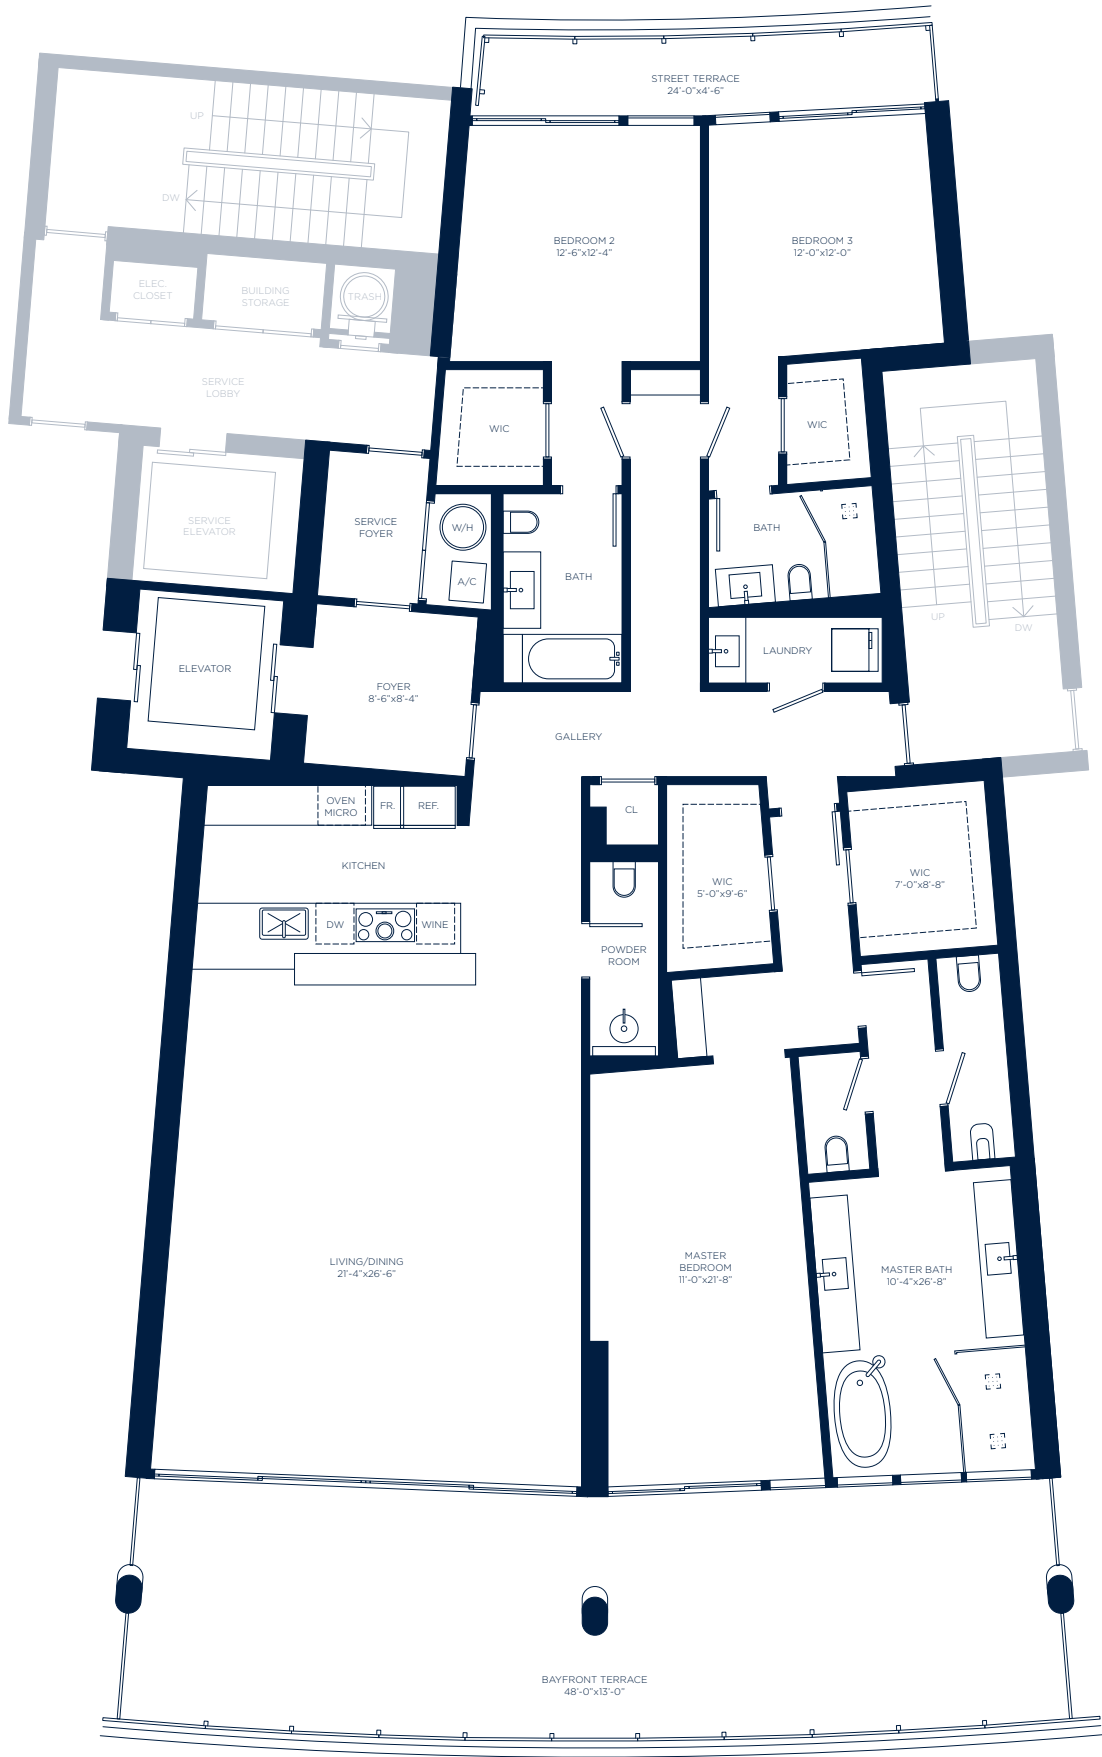 STREET TERRACE
24'-0"x4'-6"
UP
DW
BEDROOM 2
12'-6"x12'-4"
BEDROOM 3
12'-0"x12'-0"
ELEC.
CLOSET
BUILDING
STORAGE
TRASH
SERVICE
LOBBY
WIC
WIC
SERVICE
ELEVATOR
SERVICE
FOYER
W/H
A/C
BATH
BATH
UP
DW
LAUNDRY
ELEVATOR
FOYER
8'-6"x8'-4"
GALLERY
OVEN
MICRO
FR.
REF.
CL
KITCHEN
WIC
5'-0"x9'-6"
WIC
7'-0"x8'-8"
DW
WINE
POWDER
ROOM
LIVING/DINING
21'-4"x26'-6"
MASTER
BEDROOM
11'-0"x21'-8"
MASTER BATH
10'-4"x26'-8"
BAYFRONT TERRACE
48'-0"x13'-0"